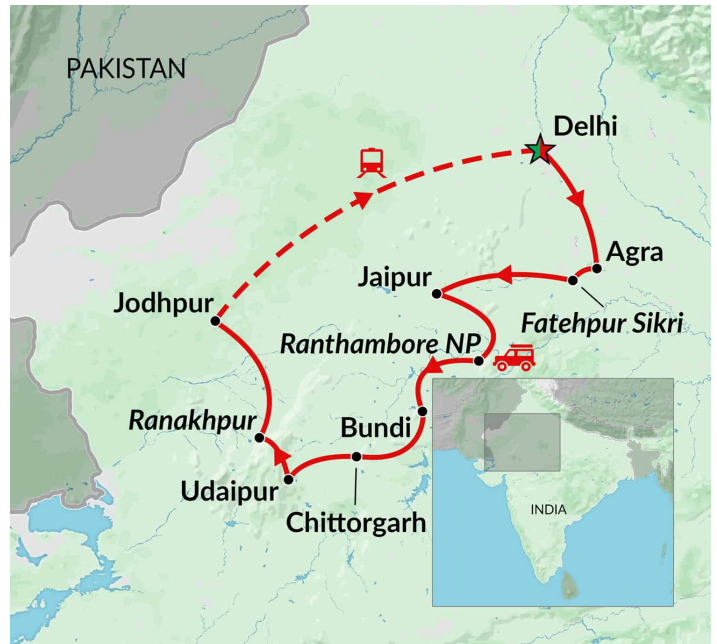 PAKISTAN
Delhi
Agra
Jaipur
Fatehpur Sikri
Jodhpur
Ranthambore NP
Ranakhpur
Bundi
Udaipur
Chittorgarh
INDIA